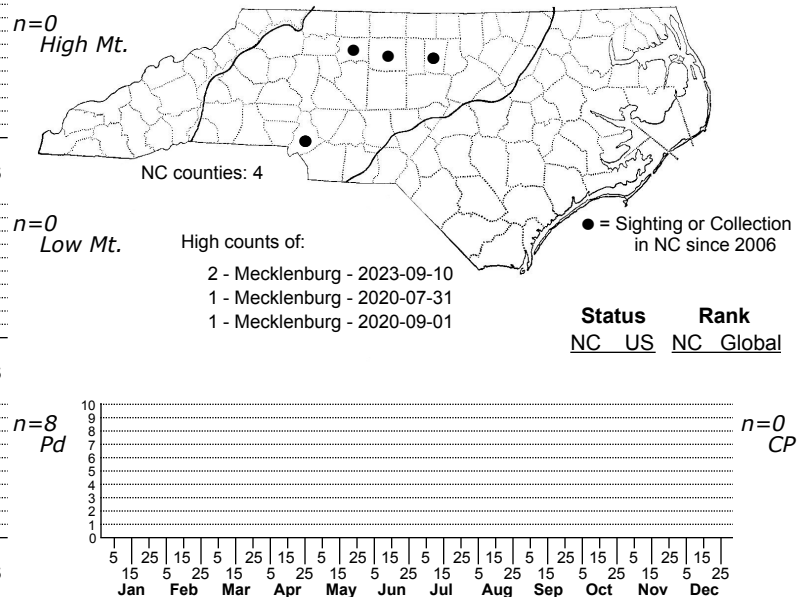 n=0
High Mt.
NC counties: 4
n=0
Low Mt.
High counts of:
2 - Mecklenburg - 2023-09-10
1 - Mecklenburg - 2020-07-31
1 - Mecklenburg - 2020-09-01
● = Sighting or Collection
in NC since 2006
Status Rank
NC US NC Global
n=8
Pd
10
9
8
7
6
5
4
3
2
1
0
n=0
CP
5 25 15 5 25 15 5 25 15 5 25 15 5 25 15 5 25 15
15 5 25 15 5 25 15 5 25 15 5 25 15 5 25 15 5 25
Jan Feb Mar Apr May Jun Jul Aug Sep Oct Nov Dec